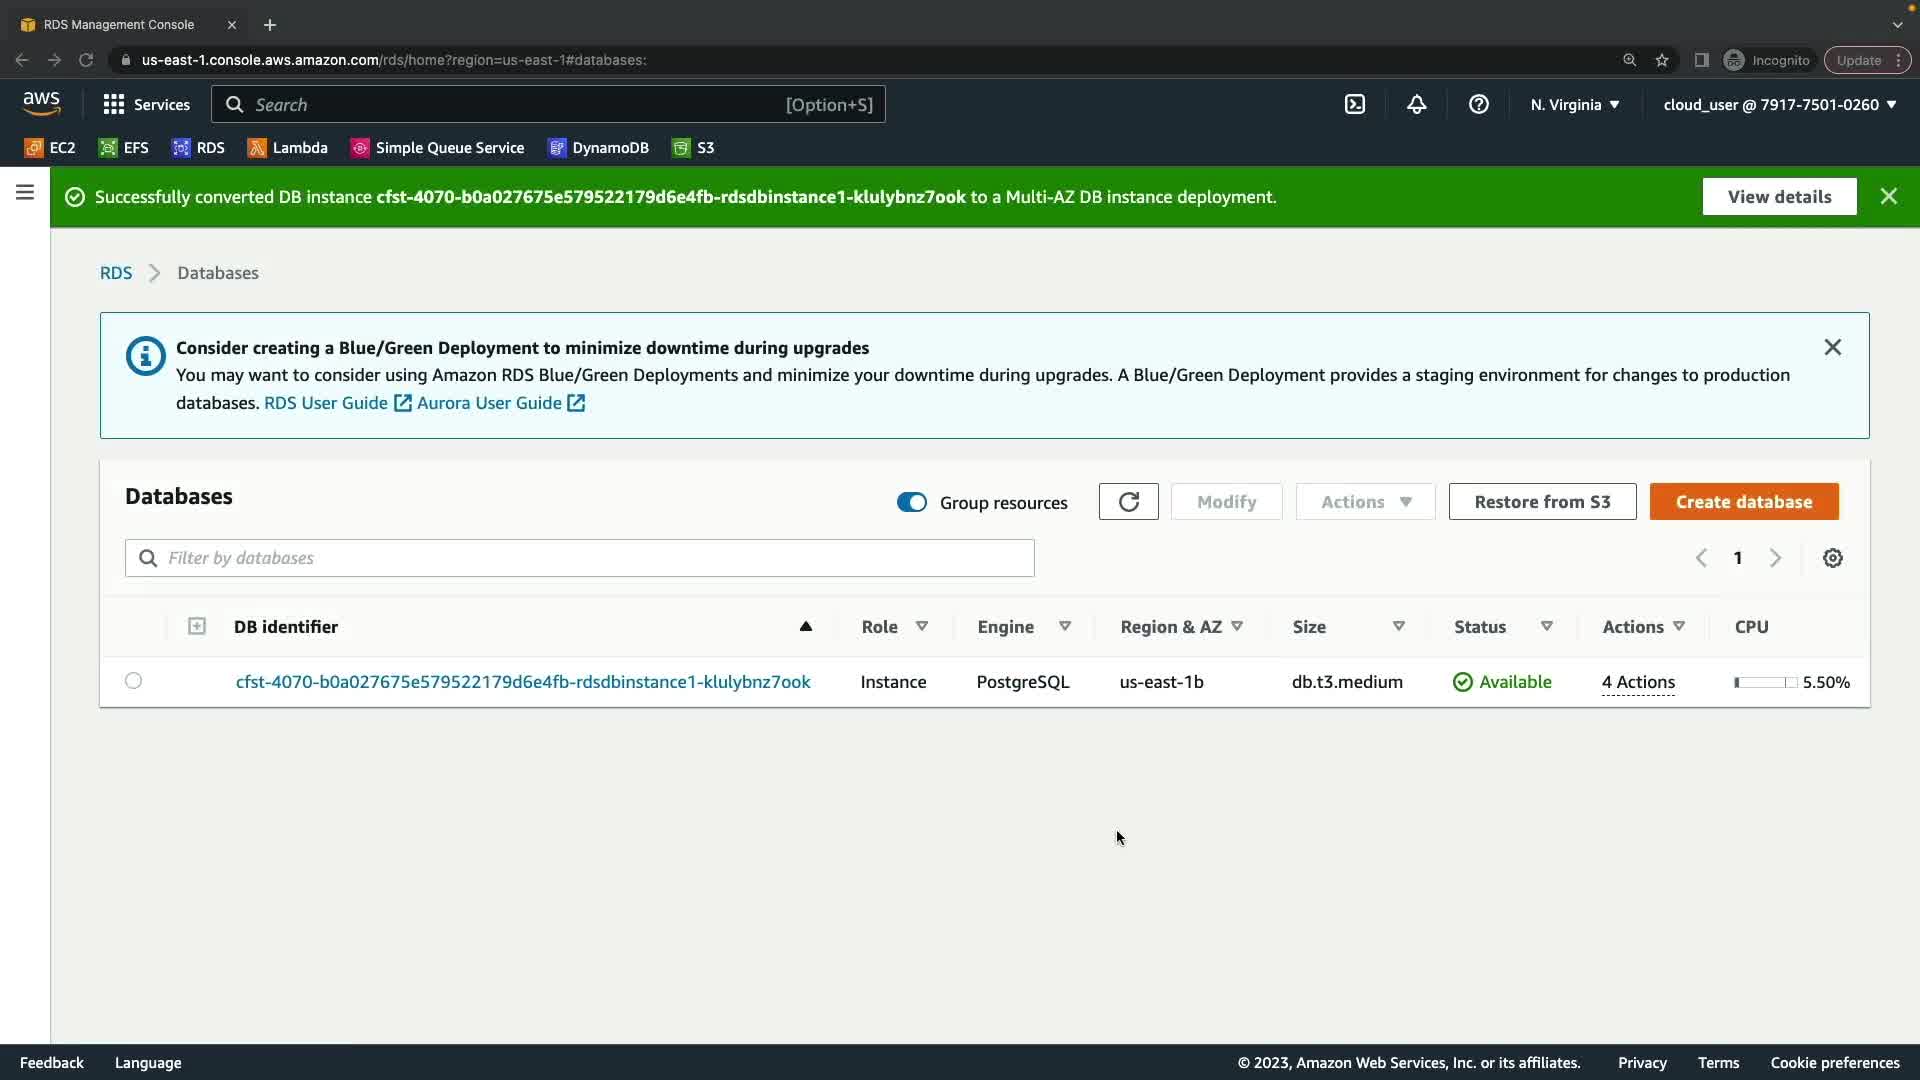 RDS Management Console
us-east-1.console.aws.amazon.com/rds/home?region=us-east-1#databases:
Incognito
Update
aws
Services
Search
[Option+S]
N. Virginia
cloud_user @ 7917-7501-0260
EC2
EFS
RDS
Lambda
Simple Queue Service
DynamoDB
S3
Successfully converted DB instance cfst-4070-b0a027675e579522179d6e4fb-rdsdbinstance1-klulybnz7ook to a Multi-AZ DB instance deployment.
View details
RDS
Databases
Consider creating a Blue/Green Deployment to minimize downtime during upgrades
You may want to consider using Amazon RDS Blue/Green Deployments and minimize your downtime during upgrades. A Blue/Green Deployment provides a staging environment for changes to production
databases. RDS User Guide Aurora User Guide
Databases
Group resources
Modify
Actions
Restore from S3
Create database
Filter by databases
1
DB identifier
Role
Engine
Region & AZ
Size
Status
Actions
CPU
cfst-4070-b0a027675e579522179d6e4fb-rdsdbinstance1-klulybnz7ook
Instance
PostgreSQL
us-east-1b
db.t3.medium
Available
4 Actions
5.50%
Feedback
Language
© 2023, Amazon Web Services, Inc. or its affiliates.
Privacy
Terms
Cookie preferences